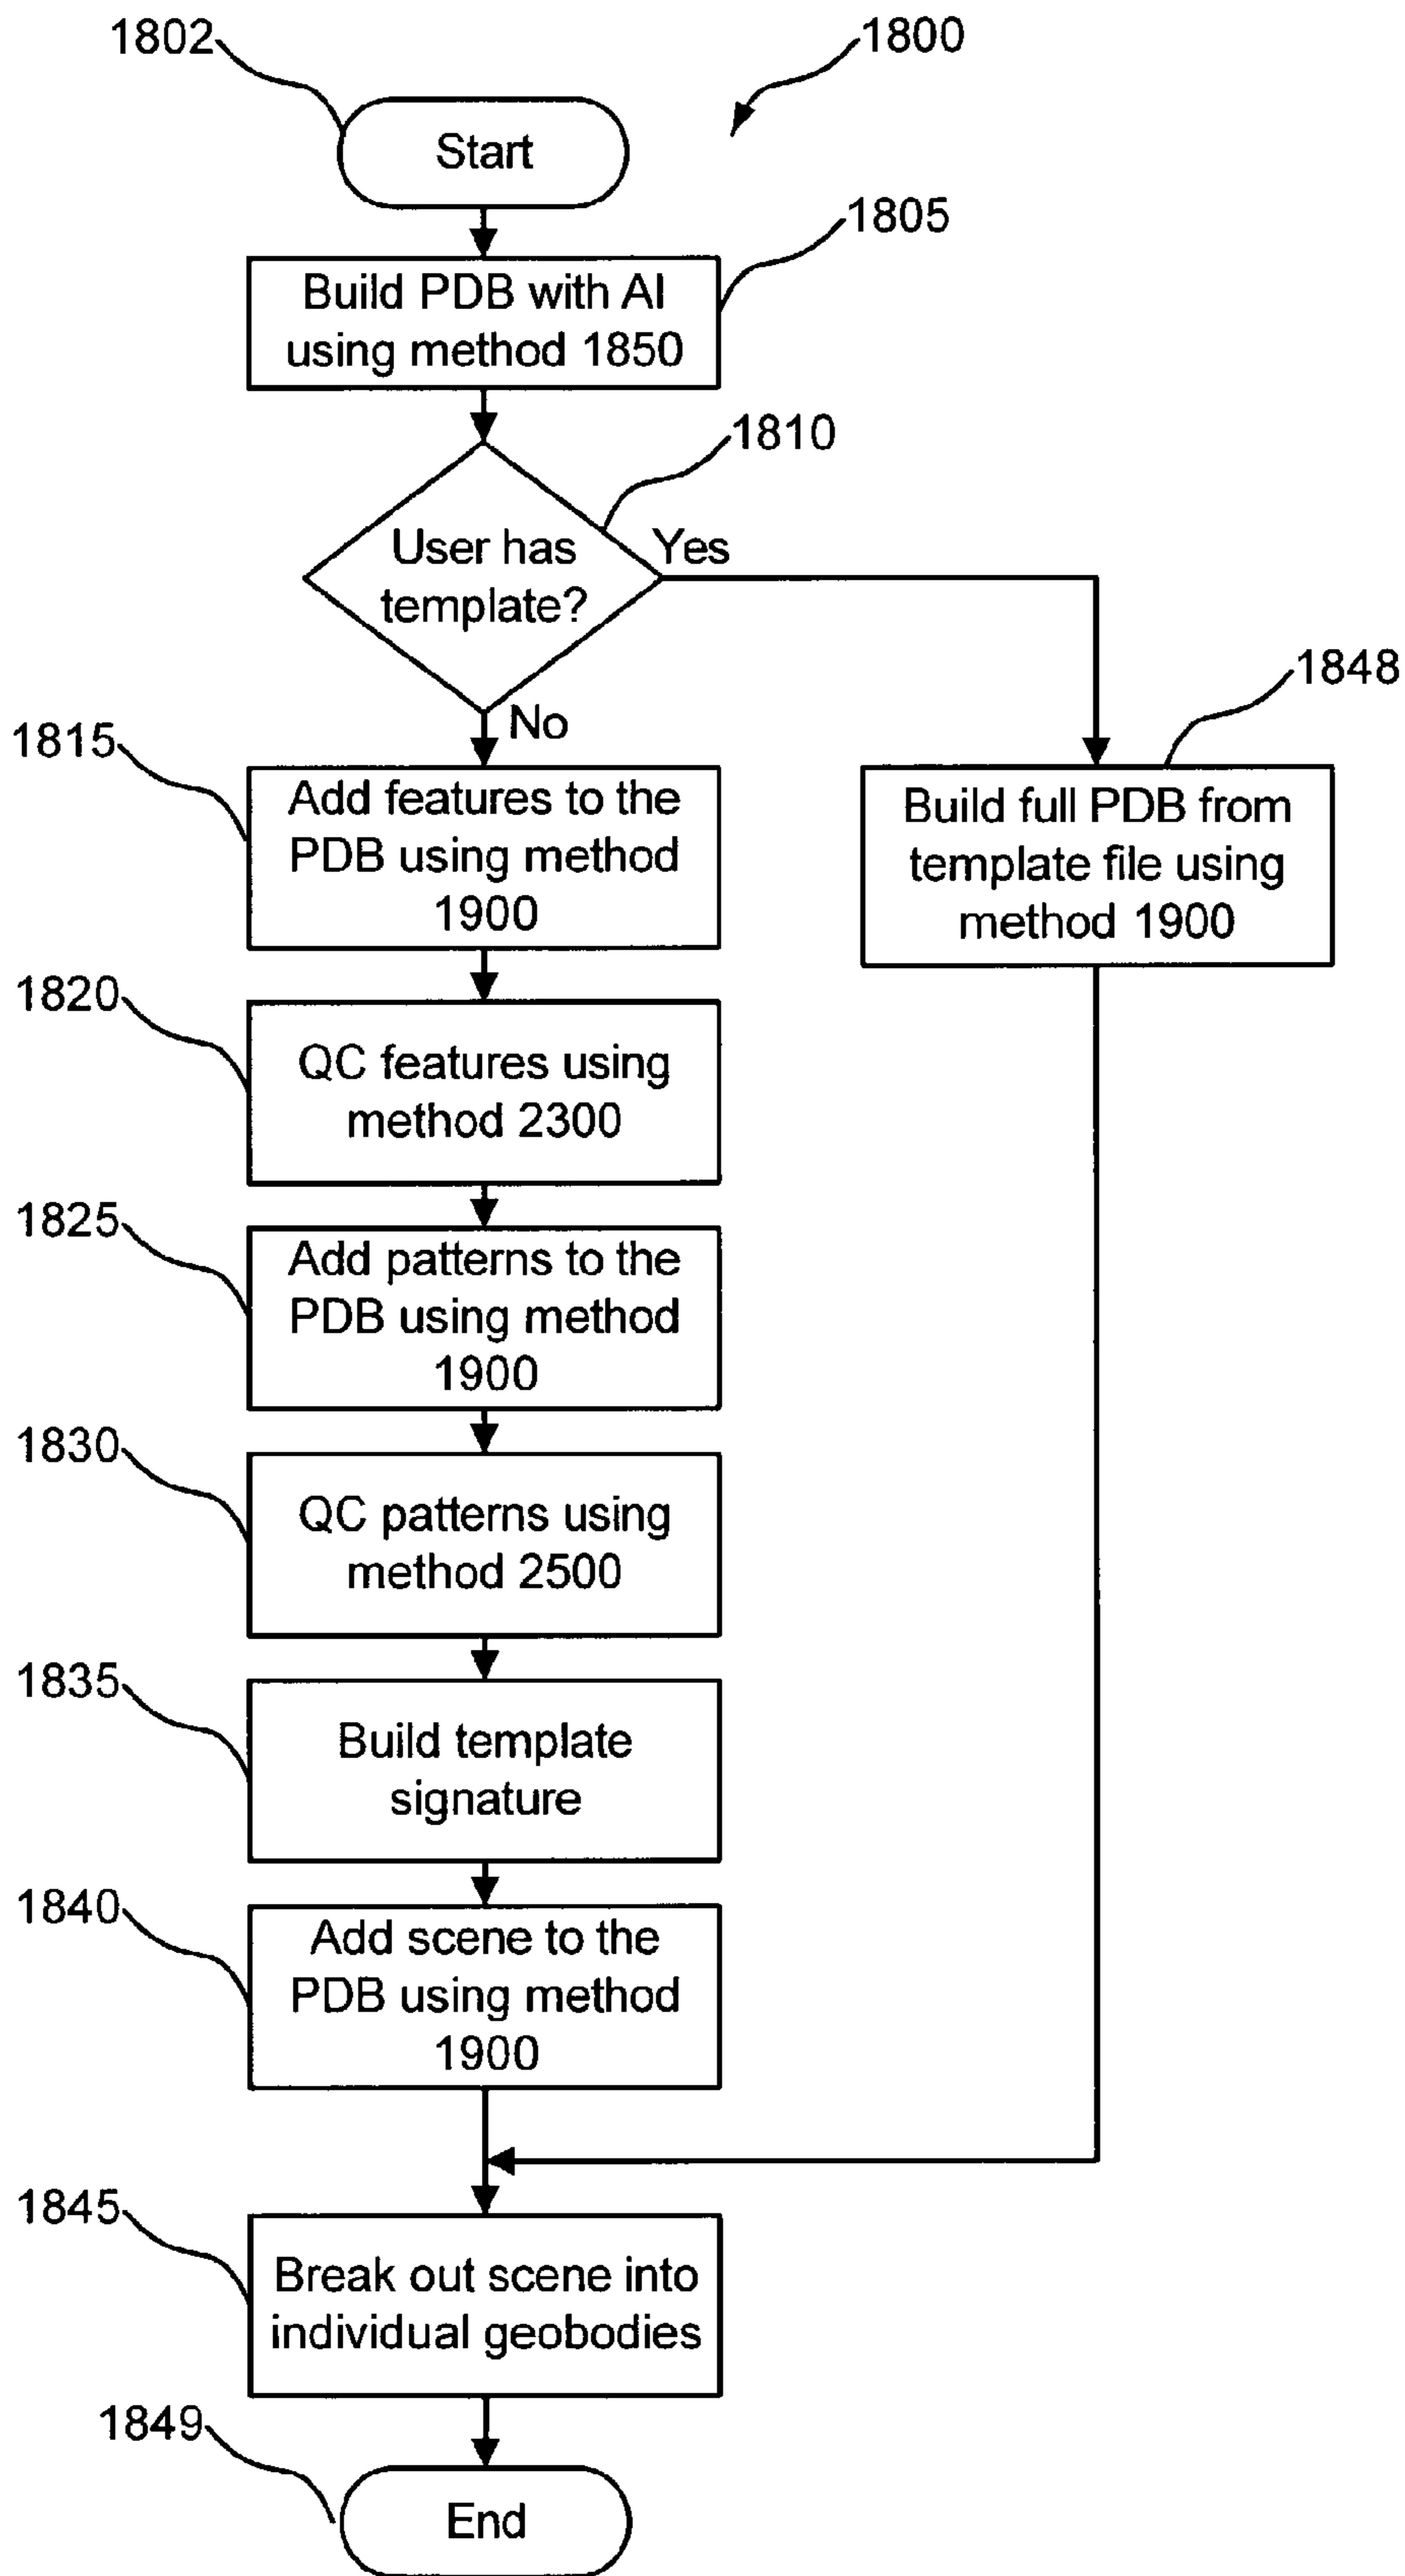 1802
1800
Start
1805
Build PDB with AI
using method 1850
1810
User has
template?
Yes
No
1848
1815
Add features to the
PDB using method
1900
Build full PDB from
template file using
method 1900
1820
QC features using
method 2300
1825
Add patterns to the
PDB using method
1900
1830
QC patterns using
method 2500
1835
Build template
signature
1840
Add scene to the
PDB using method
1900
1845
Break out scene into
individual geobodies
1849
End